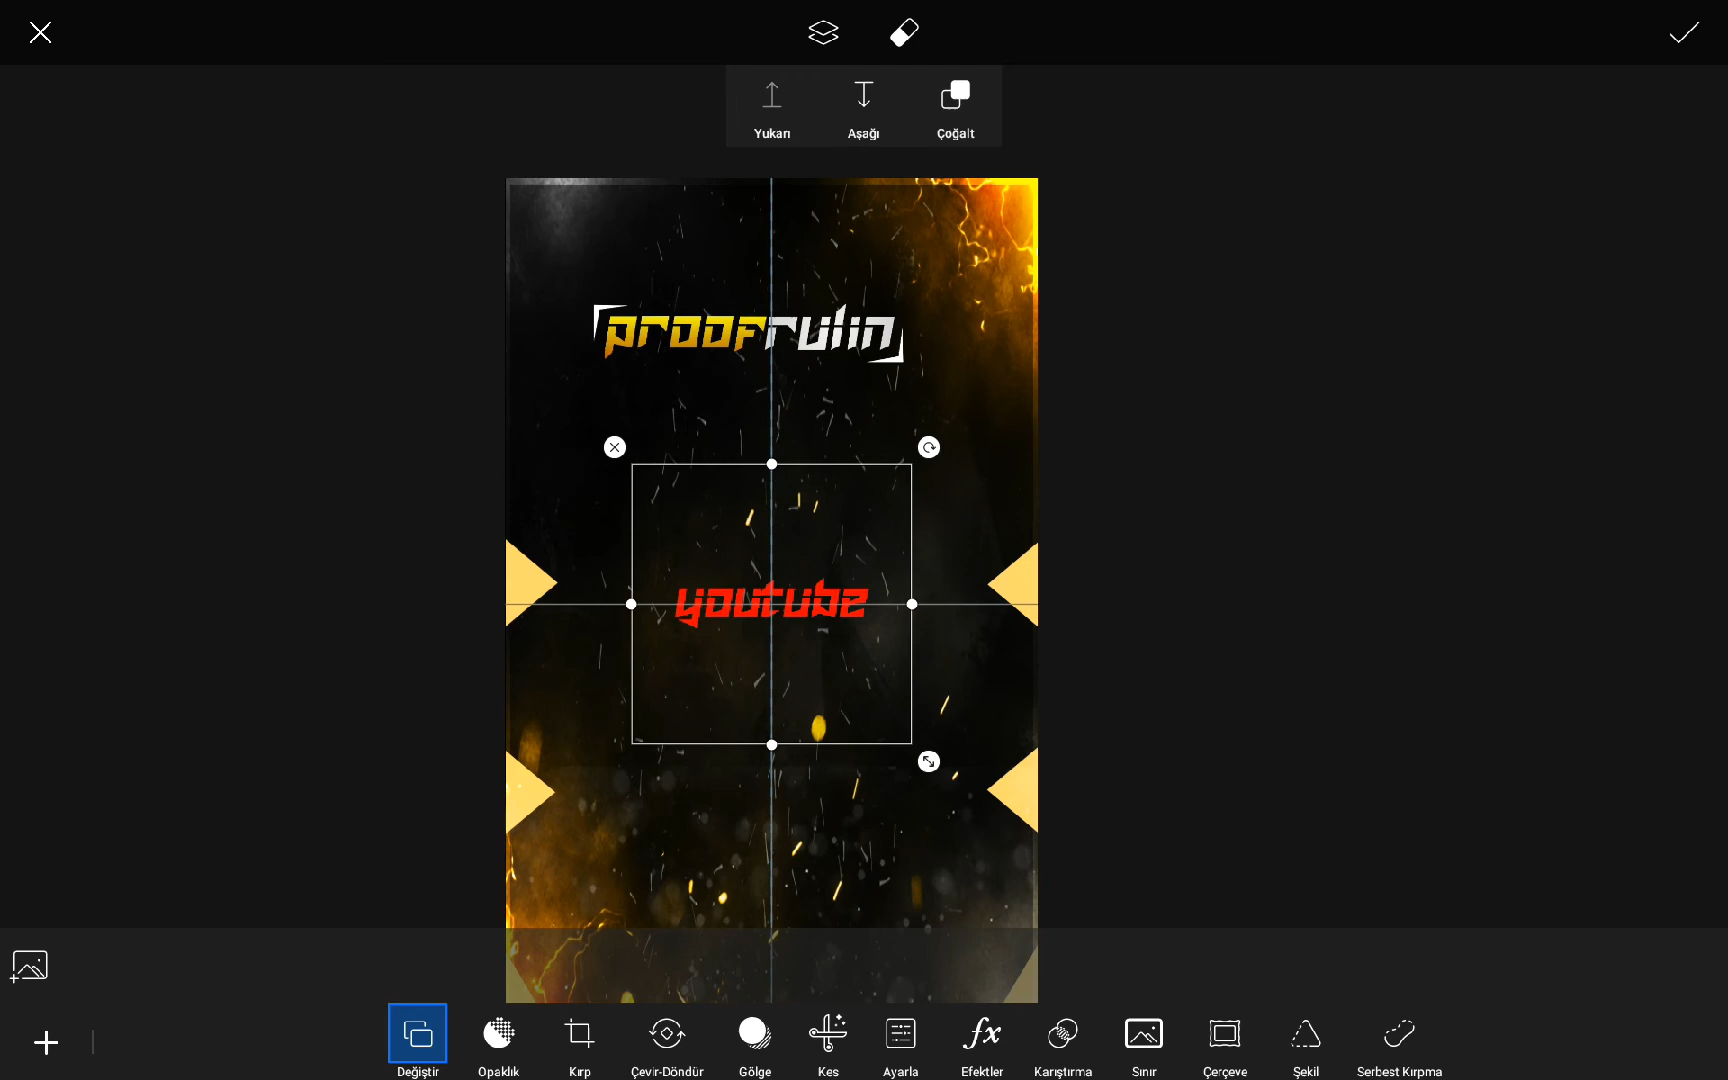 Yukarı Aşağı Çoğalt
proofrulin
youtube
Değiştir Opaklık Kırp Çevir-Döndür Gölge Kes Ayarla Efektler Karıştırma Sınır Çerçeve Şekil Serbest Kırpma
fx